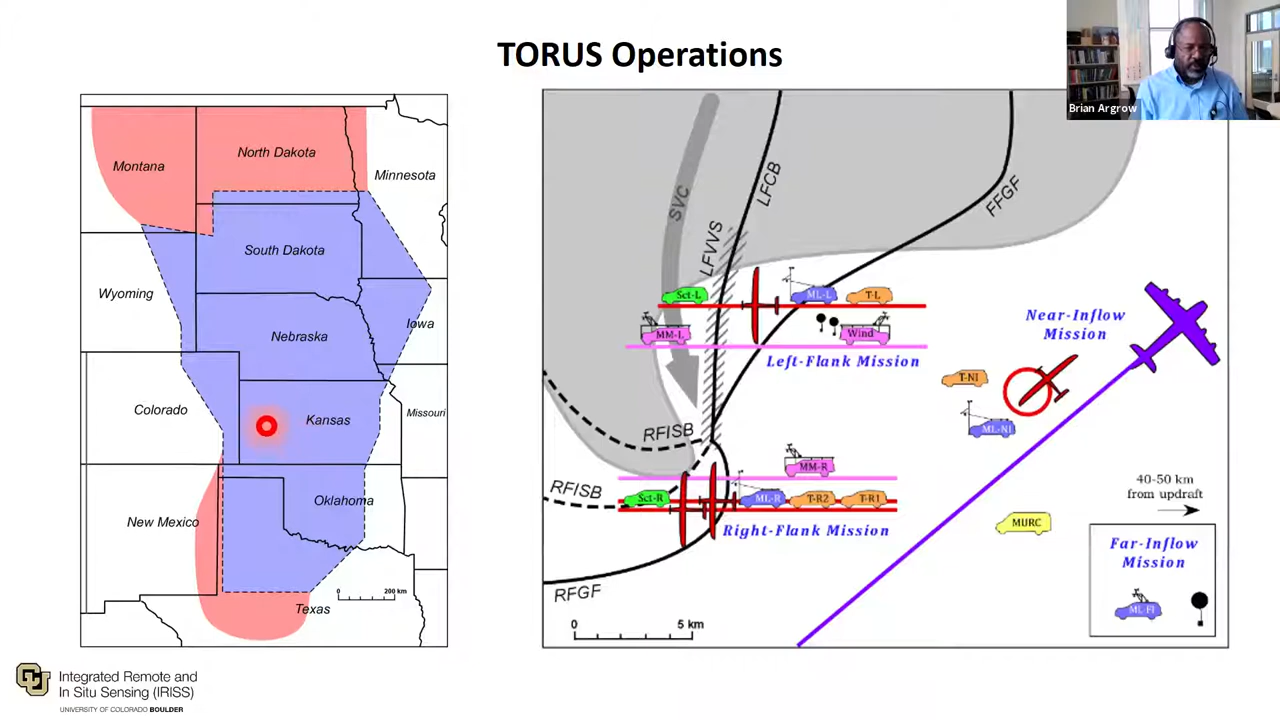 TORUS Operations
Brian Argrow
Montana
North Dakota
Minnesota
South Dakota
Wyoming
Iowa
Nebraska
Colorado
Kansas
Missouri
Oklahoma
New Mexico
Texas
0 200 km
SVC
LFCB
LFVVS
FFGF
Sct-L
ML-L
T-L
MM-L
Wind
Left-Flank Mission
Near-Inflow
Mission
T-NI
ML-NI
RFISB
MM-R
RFISB
Sct-R
ML-R
T-R2
T-R1
Right-Flank Mission
MURC
40-50 km
from updraft
Far-Inflow
Mission
ML-FI
RFGF
0 5 km
CU
Integrated Remote and
In Situ Sensing (IRISS)
UNIVERSITY OF COLORADO BOULDER